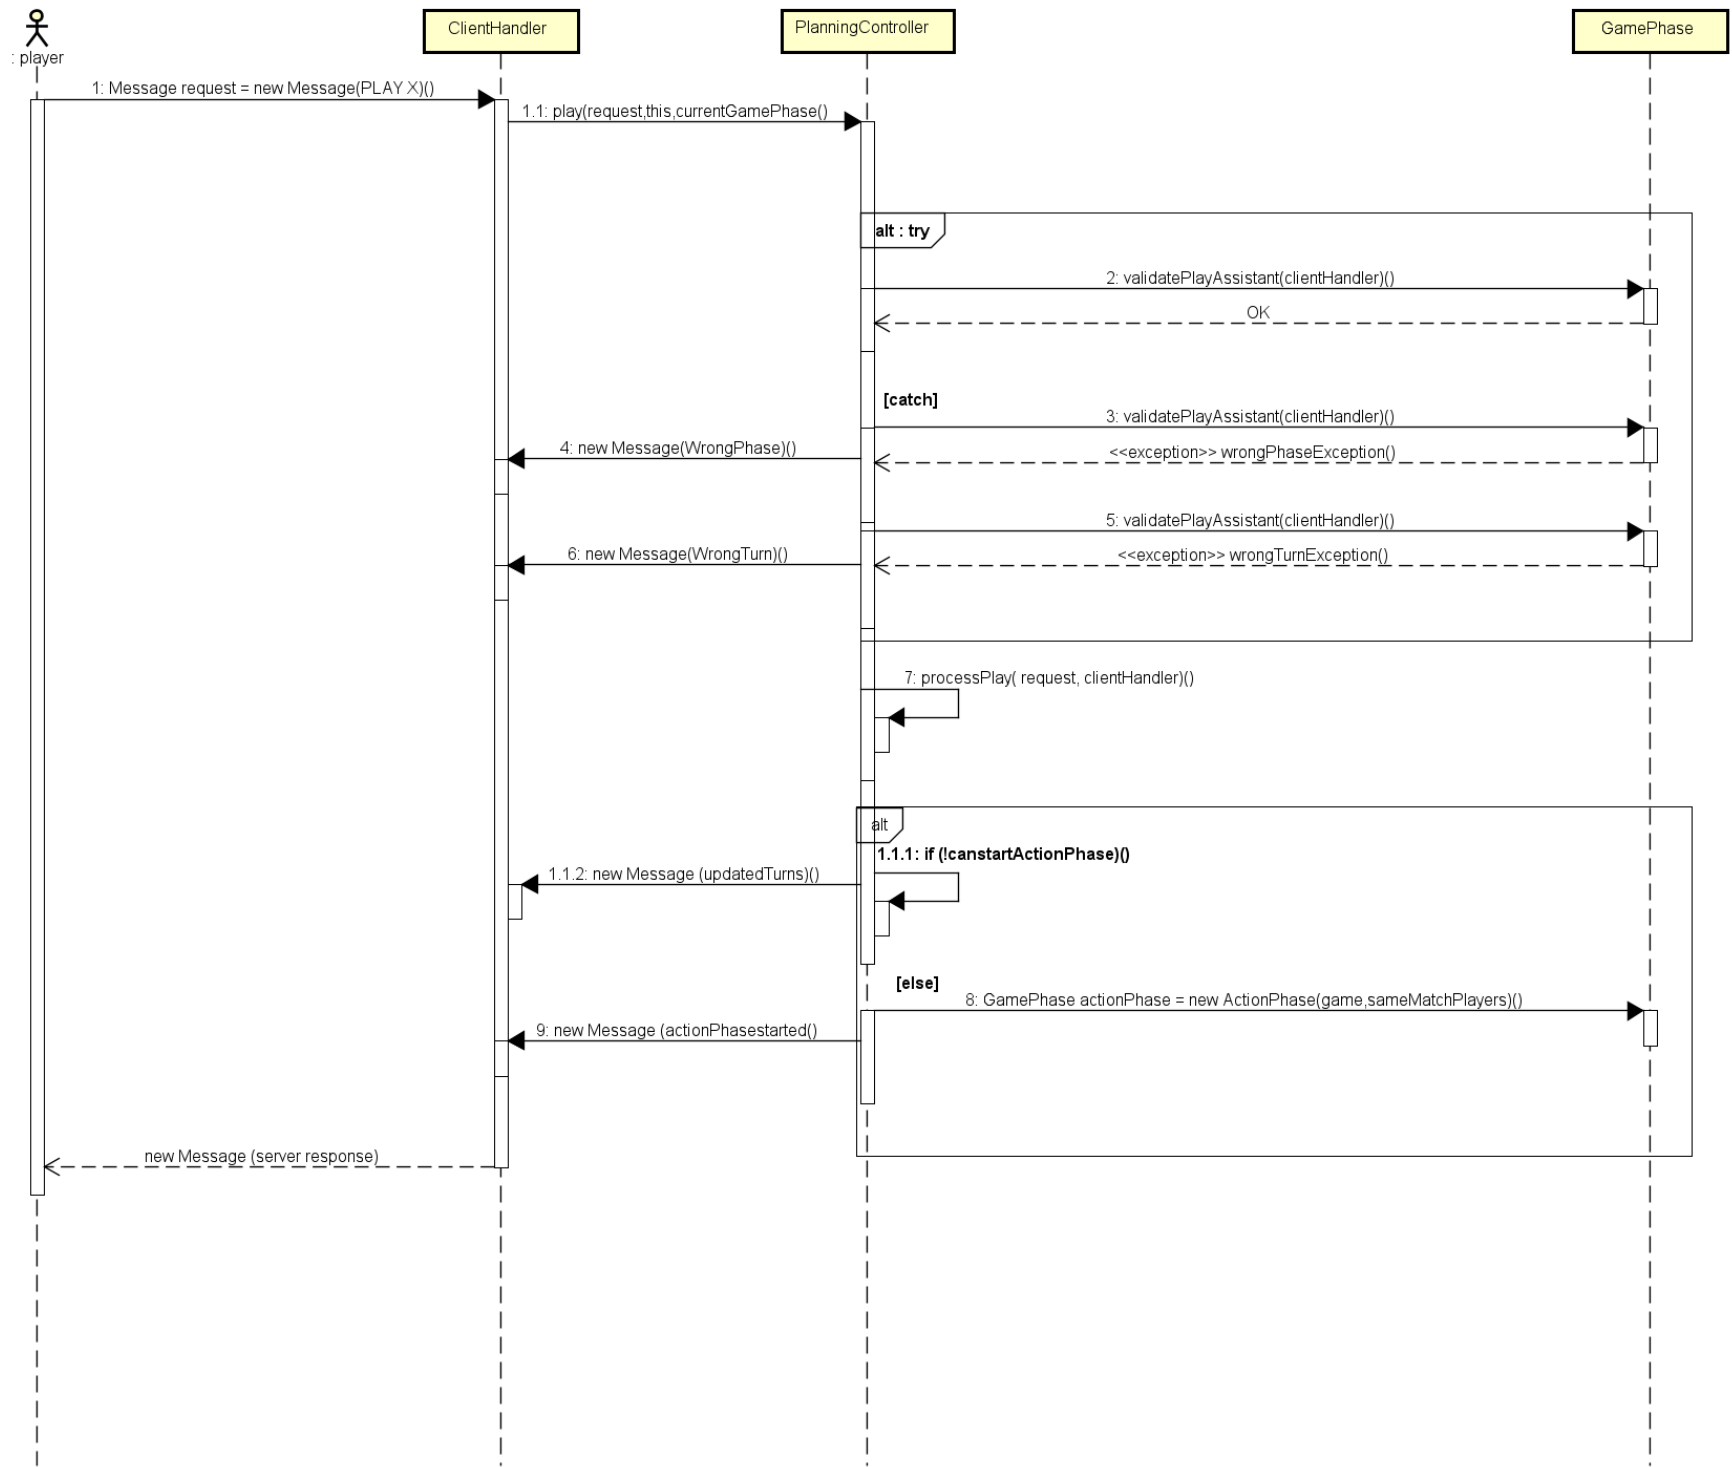 : player
ClientHandler
PlanningController
GamePhase
1: Message request = new Message(PLAY X)()
1.1: play(request,this,currentGamePhase()
alt : try
2: validatePlayAssistant(clientHandler)()
OK
[catch]
3: validatePlayAssistant(clientHandler)()
4: new Message(WrongPhase)()
<<exception>> wrongPhaseException()
5: validatePlayAssistant(clientHandler)()
6: new Message(WrongTurn)()
<<exception>> wrongTurnException()
7: processPlay( request, clientHandler)()
alt
1.1.1: if (!canstartActionPhase)()
1.1.2: new Message (updatedTurns)()
[else]
8: GamePhase actionPhase = new ActionPhase(game,sameMatchPlayers)()
9: new Message (actionPhasestarted()
new Message (server response)